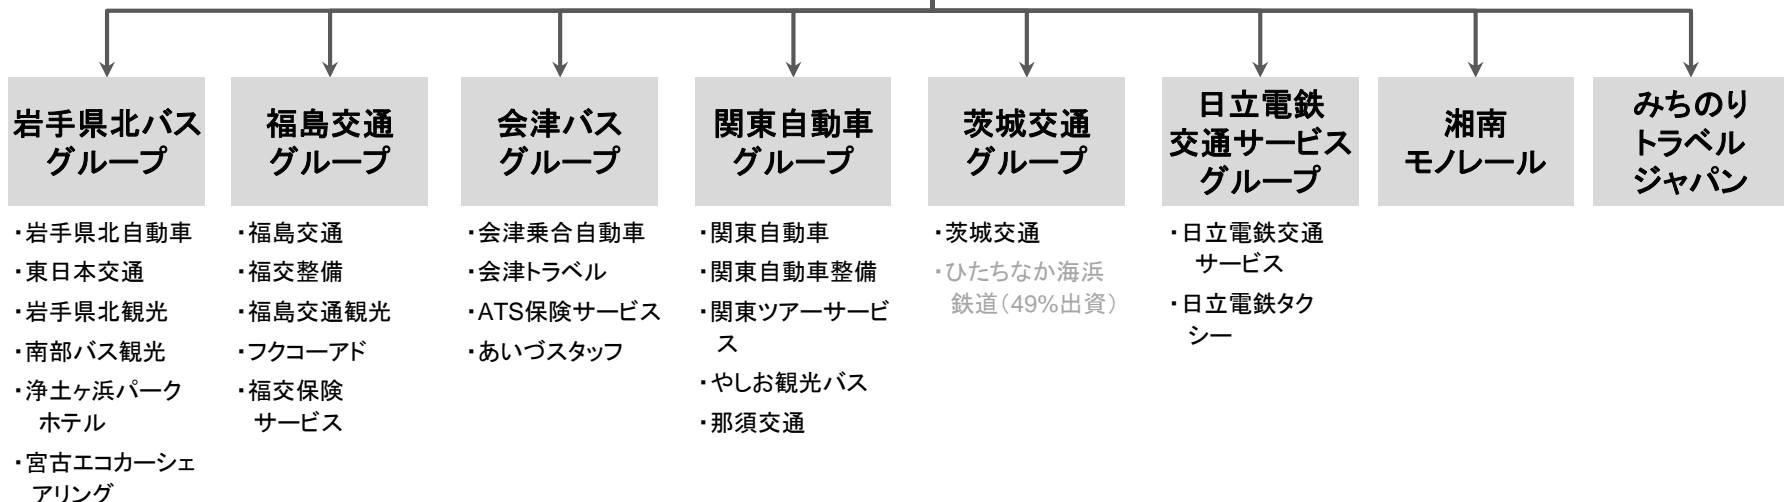 岩手県北バス
グループ
福島交通
グループ
会津バス
グループ
関東自動車
グループ
茨城交通
グループ
日立電鉄
交通サービス
グループ
湘南
モノレール
みちのり
トラベル
ジャパン
・岩手県北自動車
・東日本交通
・岩手県北観光
・南部バス観光
・浄土ヶ浜パーク
ホテル
・宮古エコカーシェ
アリング
・福島交通
・福交整備
・福島交通観光
・フクコーアド
・福交保険
サービス
・会津乗合自動車
・会津トラベル
・ATS保険サービス
・あいづスタッフ
・関東自動車
・関東自動車整備
・関東ツアーサービ
ス
・やしお観光バス
・那須交通
・茨城交通
・ひたちなか海浜
鉄道（49%出資）
・日立電鉄交通
サービス
・日立電鉄タク
シー